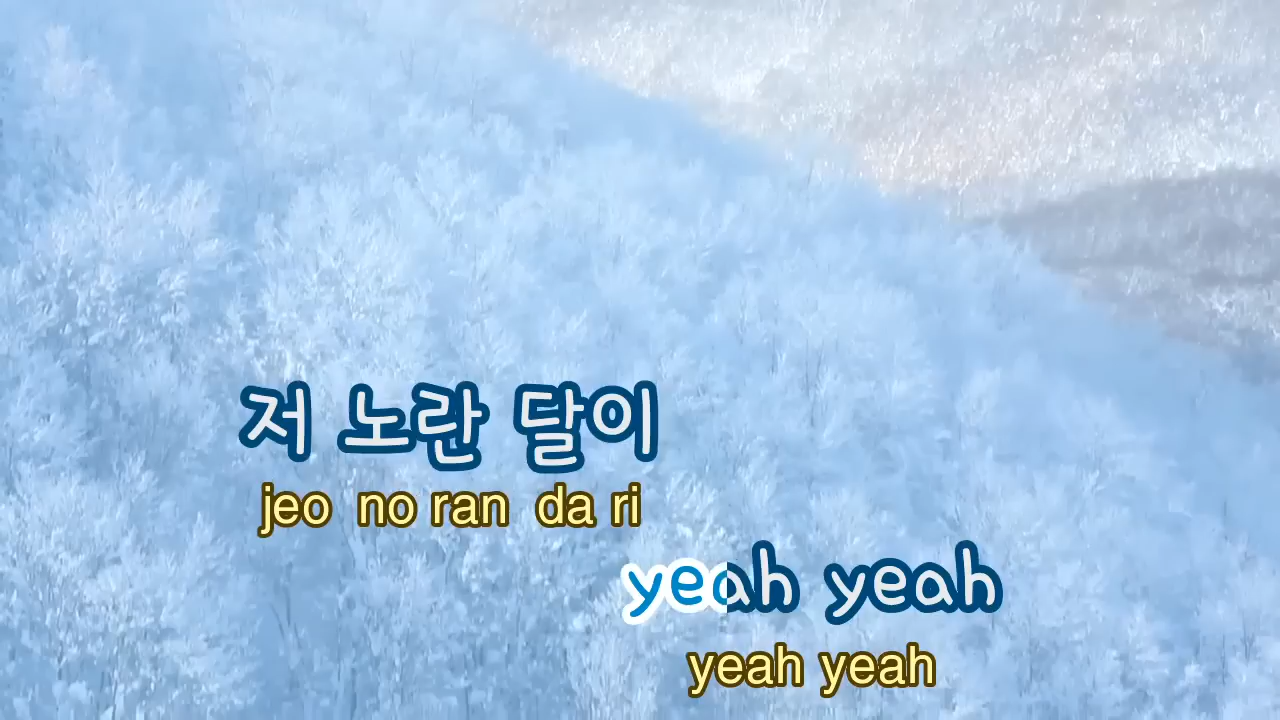 저 노란 달이
jeo no ran da ri
yeah yeah
yeah yeah